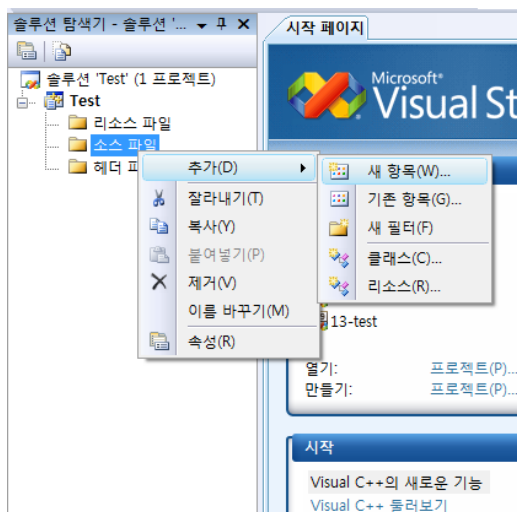 솔루션 탐색기 - 솔루션 '...
시작 페이지
Microsoft®
Visual St
솔루션 'Test' (1 프로젝트)
Test
리소스 파일
소스 파일
헤더
추가(D)
잘라내기(T)
복사(Y)
붙여넣기(P)
제거(V)
이름 바꾸기(M)
속성(R)
새 항목(W)...
기존 항목(G)...
새 필터(F)
클래스(C)...
리소스(R)...
13-test
열기: 프로젝트(P)...
만들기: 프로젝트(P)...
시작
Visual C++의 새로운 기능
Visual C++ 둘러보기